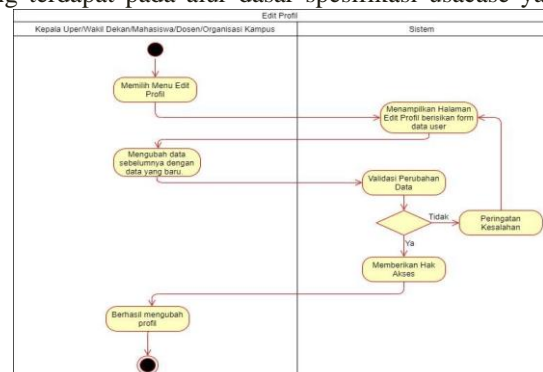 terdapat pada alur dasar spesifikasi usacase
Edit Profil
Kepala Uper/Wakil Dekan/Mahasiswa/Dosen/Organisasi Kampus
Sistem
Memilih Menu Edit
Profil
Menampilkan Halaman
Edit Profil berisikan form
data user
Mengubah data
sebelumnya dengan
data yang baru.
Validasi Perubahan
Data
Tidak
Peringatan
Kesalahan
Ya
Memberikan Hak
Akses
Berhasil mengubah
profil